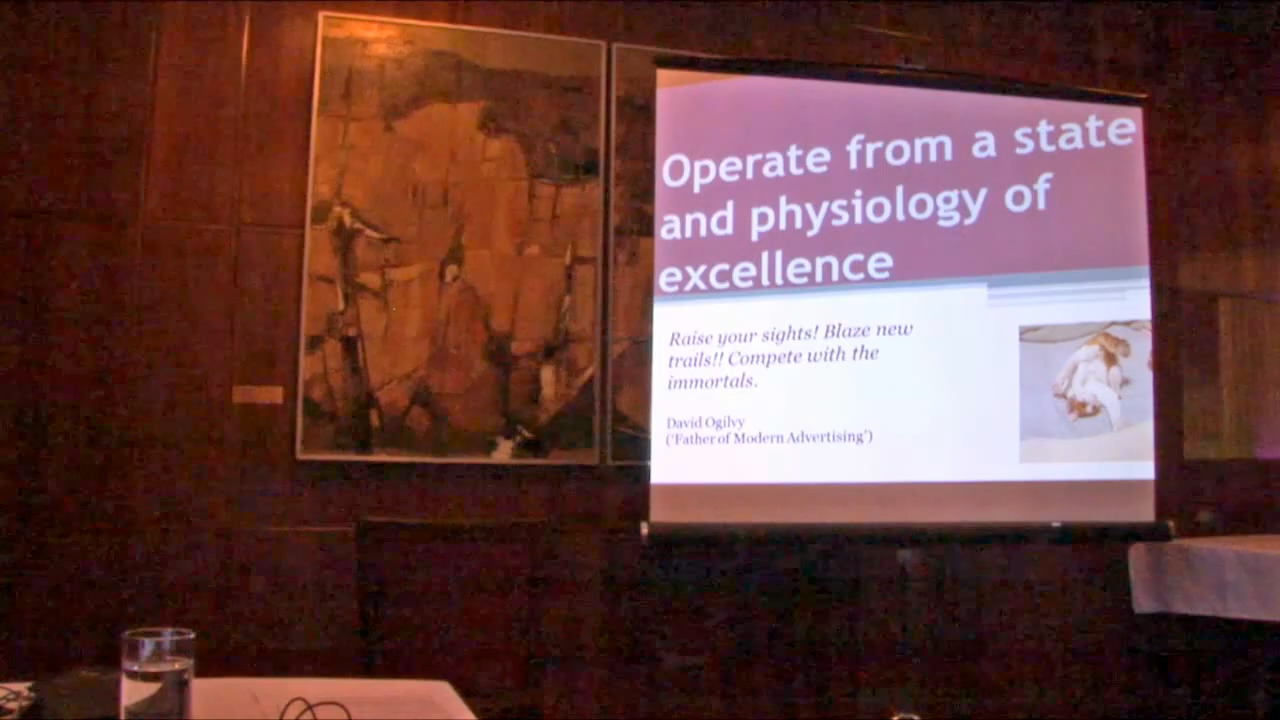 Operate from a state
and physiology of
excellence
Raise your sights! Blaze new
trails!! Compete with the
immortals.
David Ogilvy
('Father of Modern Advertising')